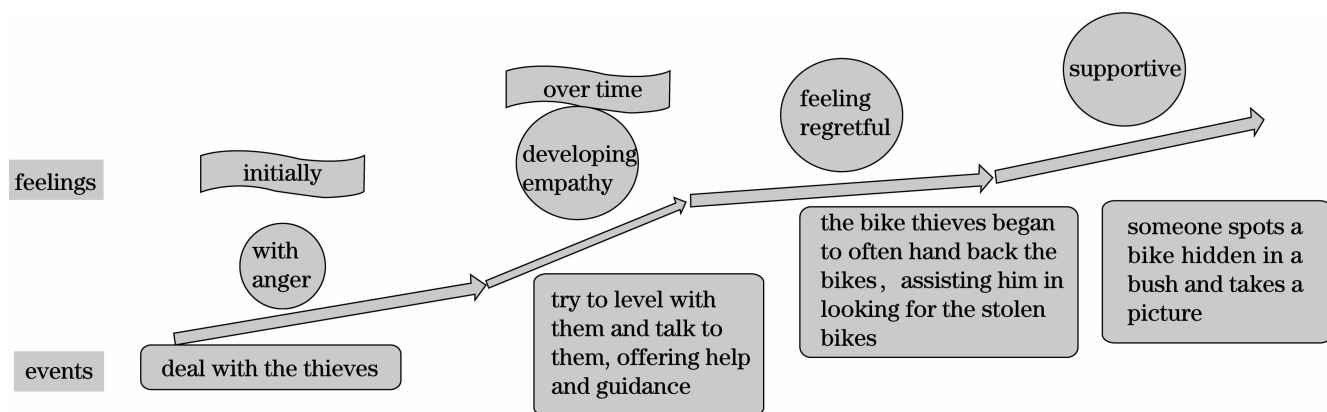 supportive
over time
feeling
regretful
developing
empathy
initially
feelings
with
anger
the bike thieves began
to often hand back the
bikes, assisting him in
looking for the stolen
bikes
someone spots a
bike hidden in a
bush and takes a
picture
try to level with
them and talk to
them, offering help
and guidance
events
deal with the thieves